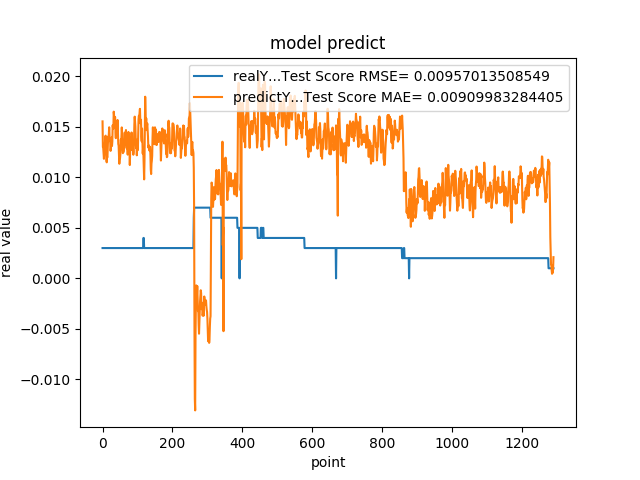 model predict
realY...Test Score RMSE= 0.00957013508549
predictY...Test Score MAE= 0.00909983284405
0.020
0.015
0.010
0.005
0.000
−0.005
−0.010
real value
0 200 400 600 800 1000 1200
point